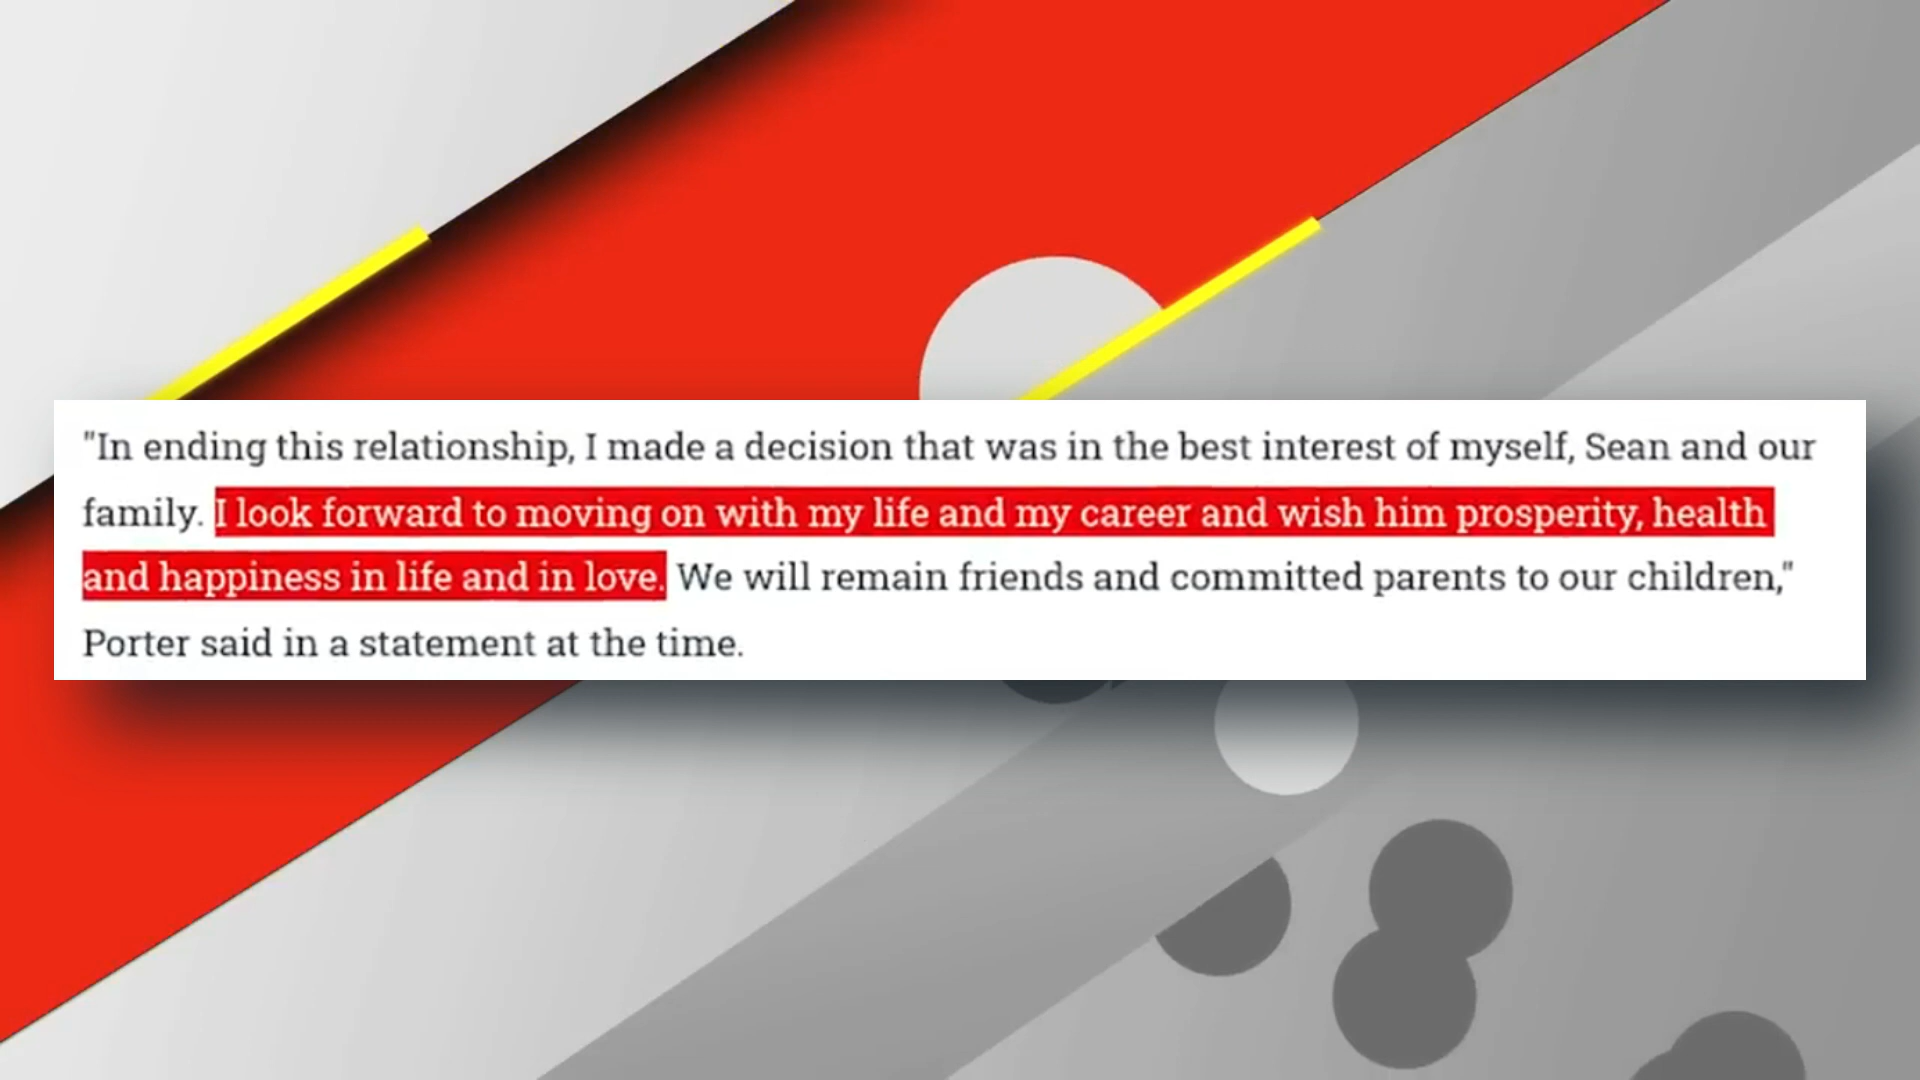 "In ending this relationship, I made a decision that was in the best interest of myself, Sean and our
family. I look forward to moving on with my life and my career and wish him prosperity, health
and happiness in life and in love. We will remain friends and committed parents to our children,"
Porter said in a statement at the time.